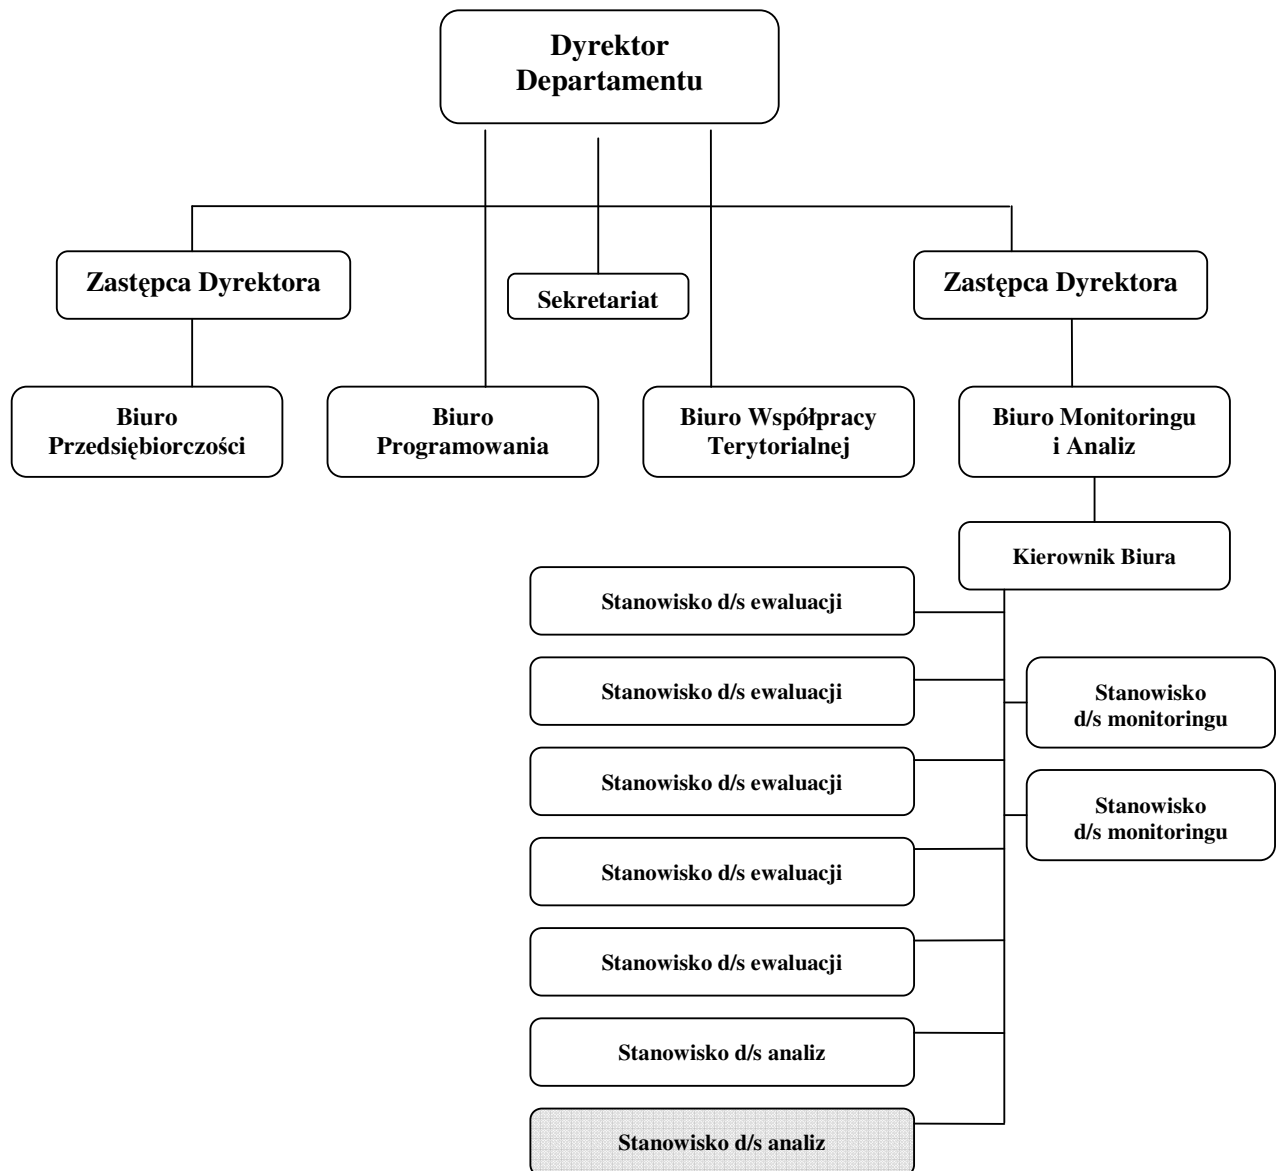 Dyrektor
Departamentu
Zastępca Dyrektora
Sekretariat
Zastępca Dyrektora
Biuro
Przedsiębiorczości
Biuro
Programowania
Biuro Współpracy
Terytorialnej
Biuro Monitoringu
i Analiz
Kierownik Biura
Stanowisko d/s ewaluacji
Stanowisko d/s ewaluacji
Stanowisko
d/s monitoringu
Stanowisko d/s ewaluacji
Stanowisko
d/s monitoringu
Stanowisko d/s ewaluacji
Stanowisko d/s ewaluacji
Stanowisko d/s analiz
Stanowisko d/s analiz